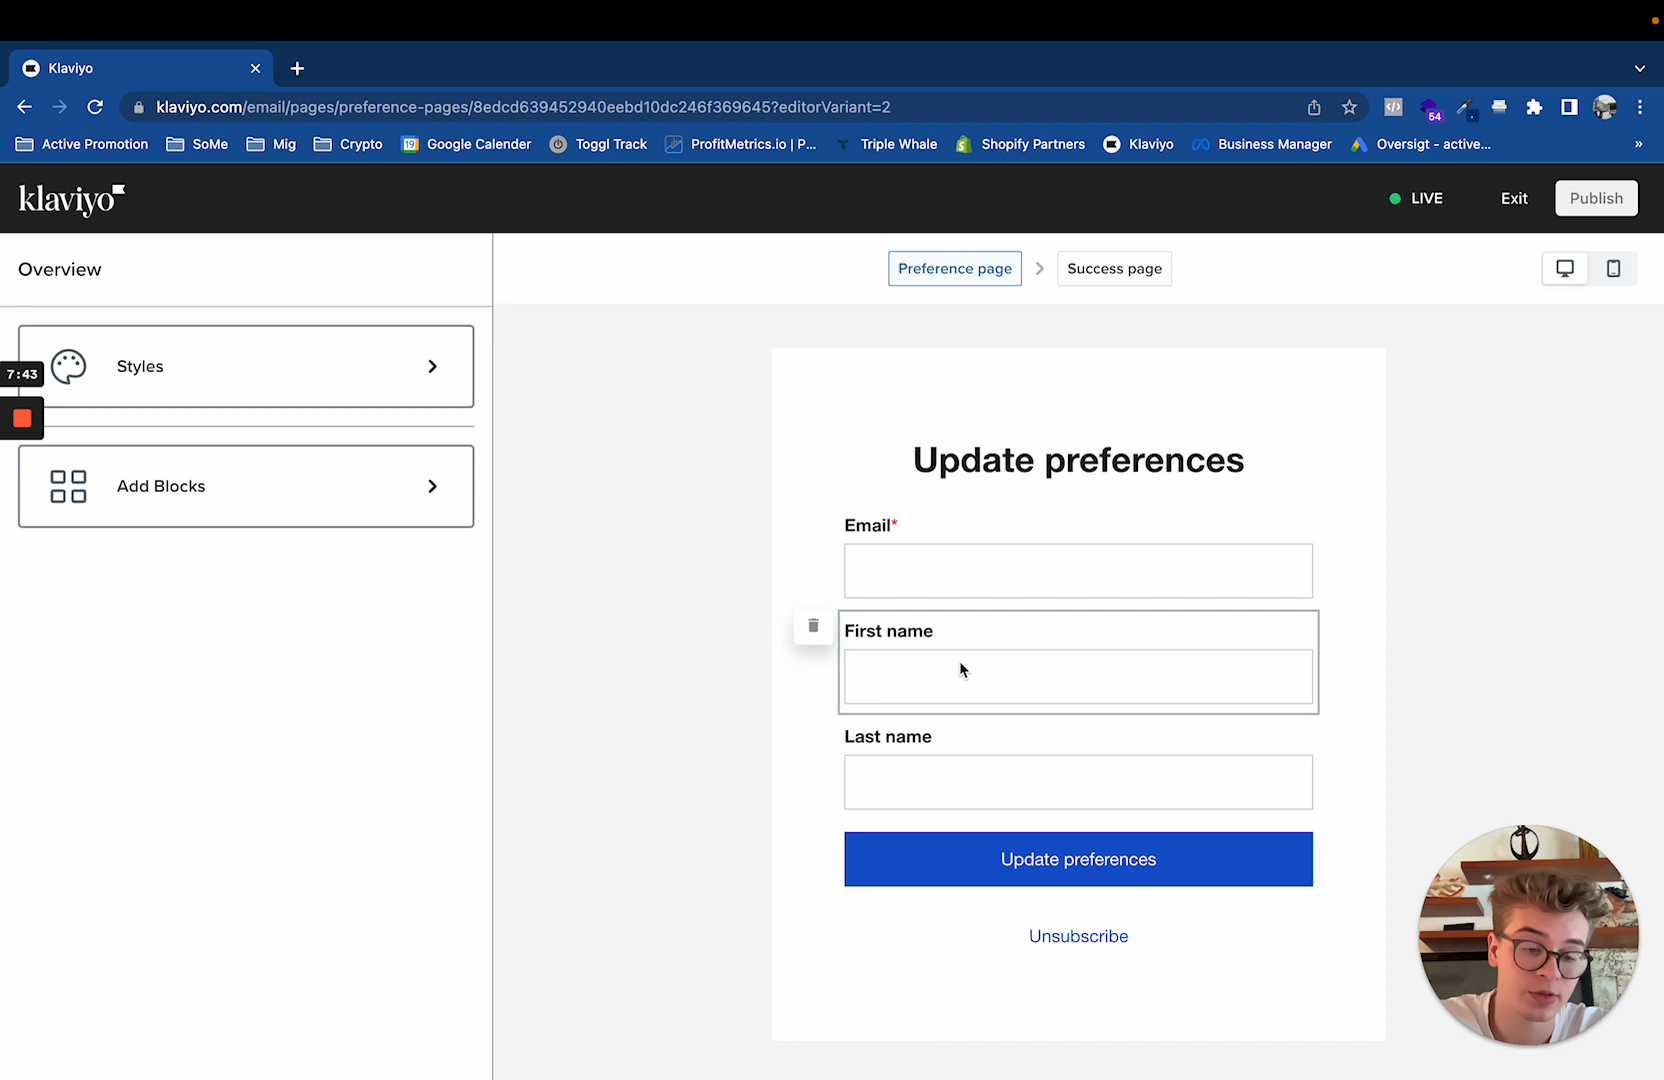 Klaviyo
klaviyo.com/email/pages/preference-pages/8edcd639452940eebd10dc246f369645?editorVariant=2
54
Active Promotion
SoMe
Mig
Crypto
19
Google Calender
Toggl Track
ProfitMetrics.io | P...
Triple Whale
Shopify Partners
Klaviyo
Business Manager
Oversigt - active...
»
klaviyo
LIVE
Exit
Publish
Overview
Preference page
Success page
Styles
7:43
Add Blocks
Update preferences
Email*
First name
Last name
Update preferences
Unsubscribe